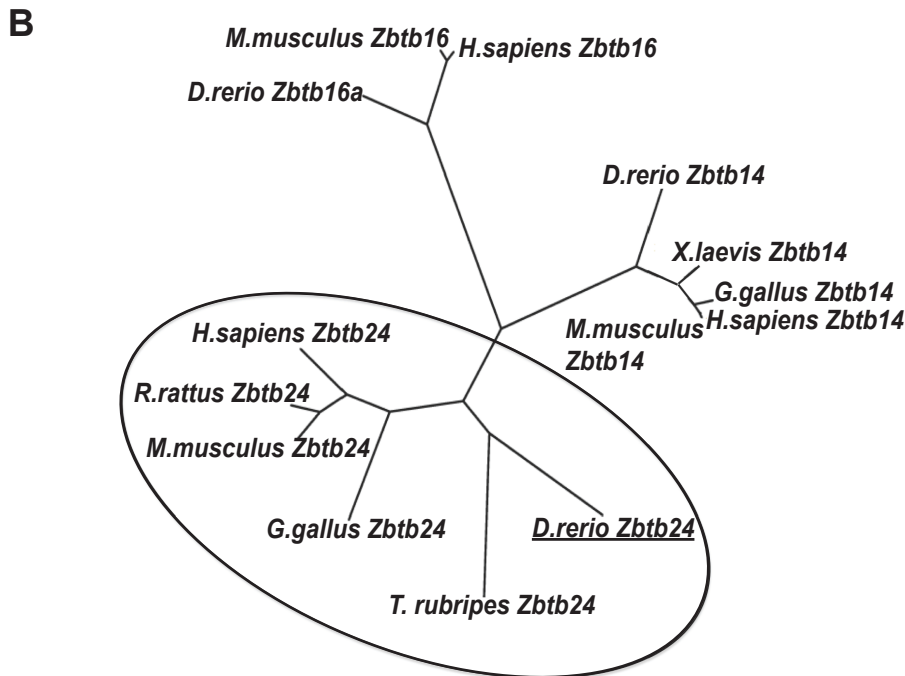 B
M.musculus Zbtb16
H.sapiens Zbtb16
D.rerio Zbtb16a
D.rerio Zbtb14
X.laevis Zbtb14
G.gallus Zbtb14
H.sapiens Zbtb14
M.musculus
Zbtb14
H.sapiens Zbtb24
R.rattus Zbtb24
M.musculus Zbtb24
G.gallus Zbtb24
D.rerio Zbtb24
T. rubripes Zbtb24